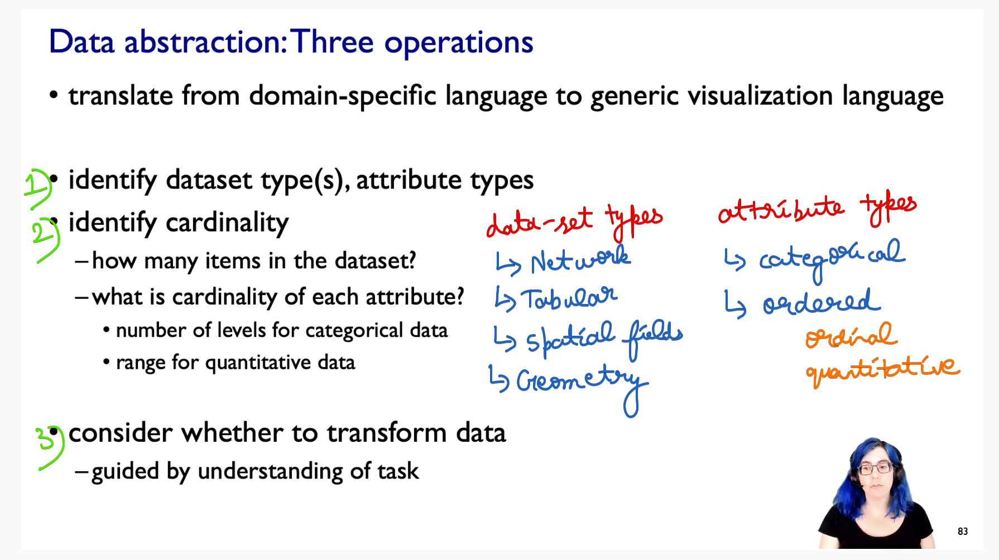 Data abstraction: Three operations
• translate from domain-specific language to generic visualization language
1) • identify dataset type(s), attribute types
2) • identify cardinality
– how many items in the dataset?
– what is cardinality of each attribute?
• number of levels for categorical data
• range for quantitative data
data-set types
↳ Network
↳ Tabular
↳ Spatial fields
↳ Geometry
attribute types
↳ categorical
↳ ordered
ordinal
quantitative
3) • consider whether to transform data
– guided by understanding of task
83